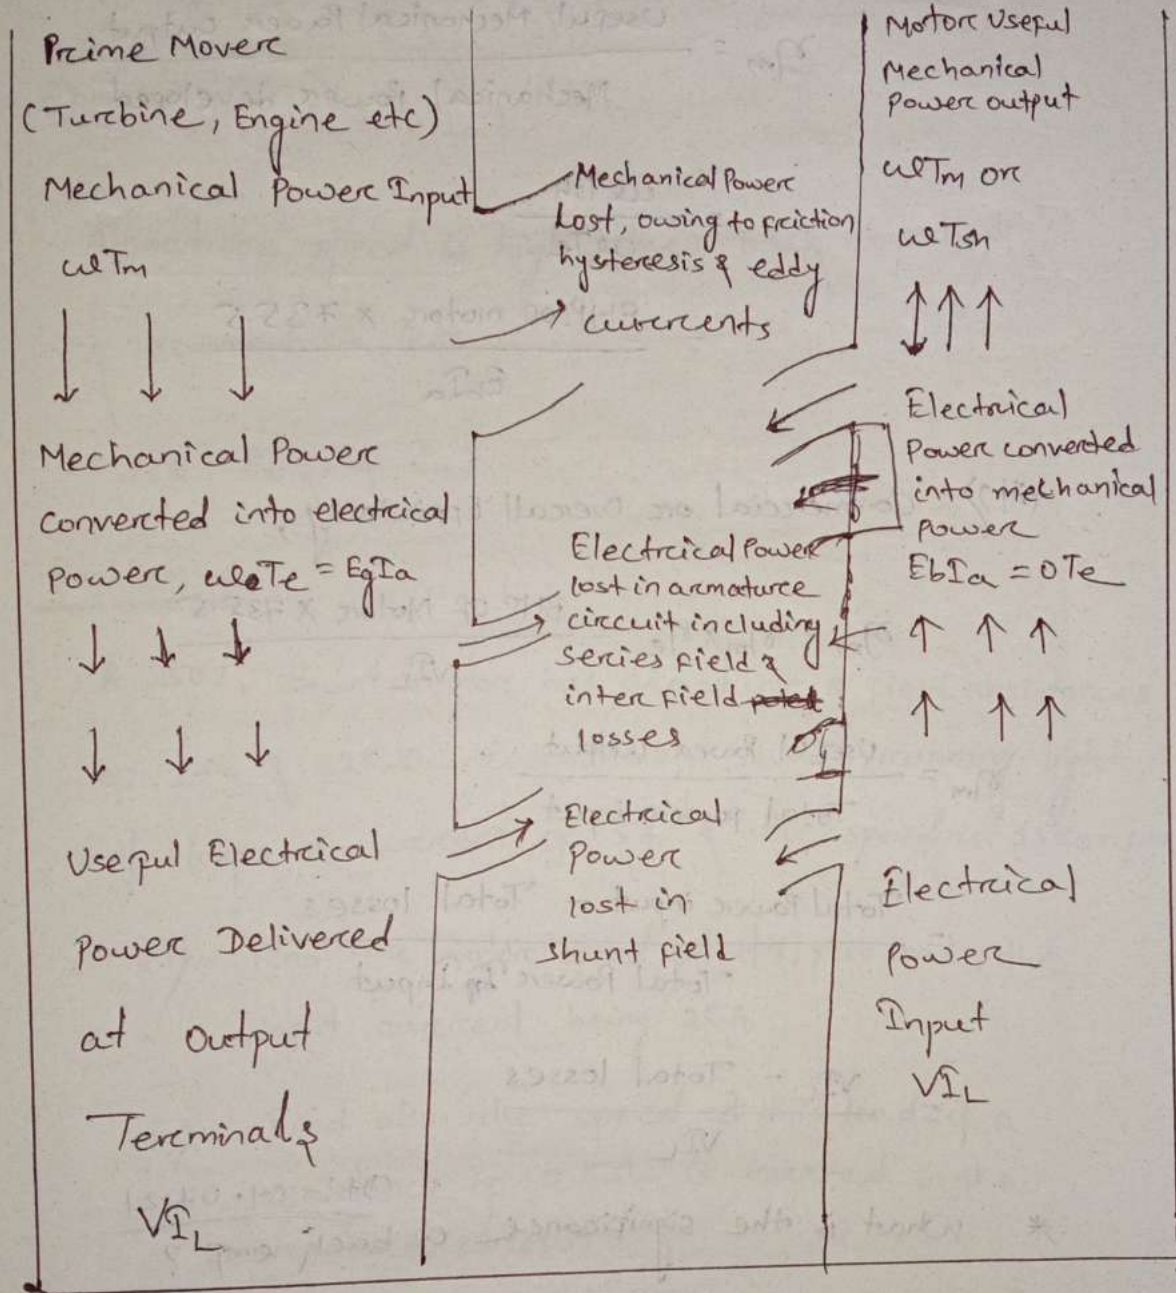 Prime Mover
(Turbine, Engine etc)
Mechanical Power Input
ωTm
Mechanical Power
converted into electrical
power, ωTe = EgIa
Useful Electrical
Power Delivered
at Output
Terminals
VIL
Mechanical Power
Lost, owing to friction
hysteresis & eddy
currents
Electrical Power
lost in armature
circuit including
series field &
inter field
losses
Electrical
Power
lost in
shunt field
Motor Useful
Mechanical
Power output
ωTm or
ωTsh
Electrical
Power converted
into mechanical
power
EbIa = OTe
Electrical
Power
Input
VIL